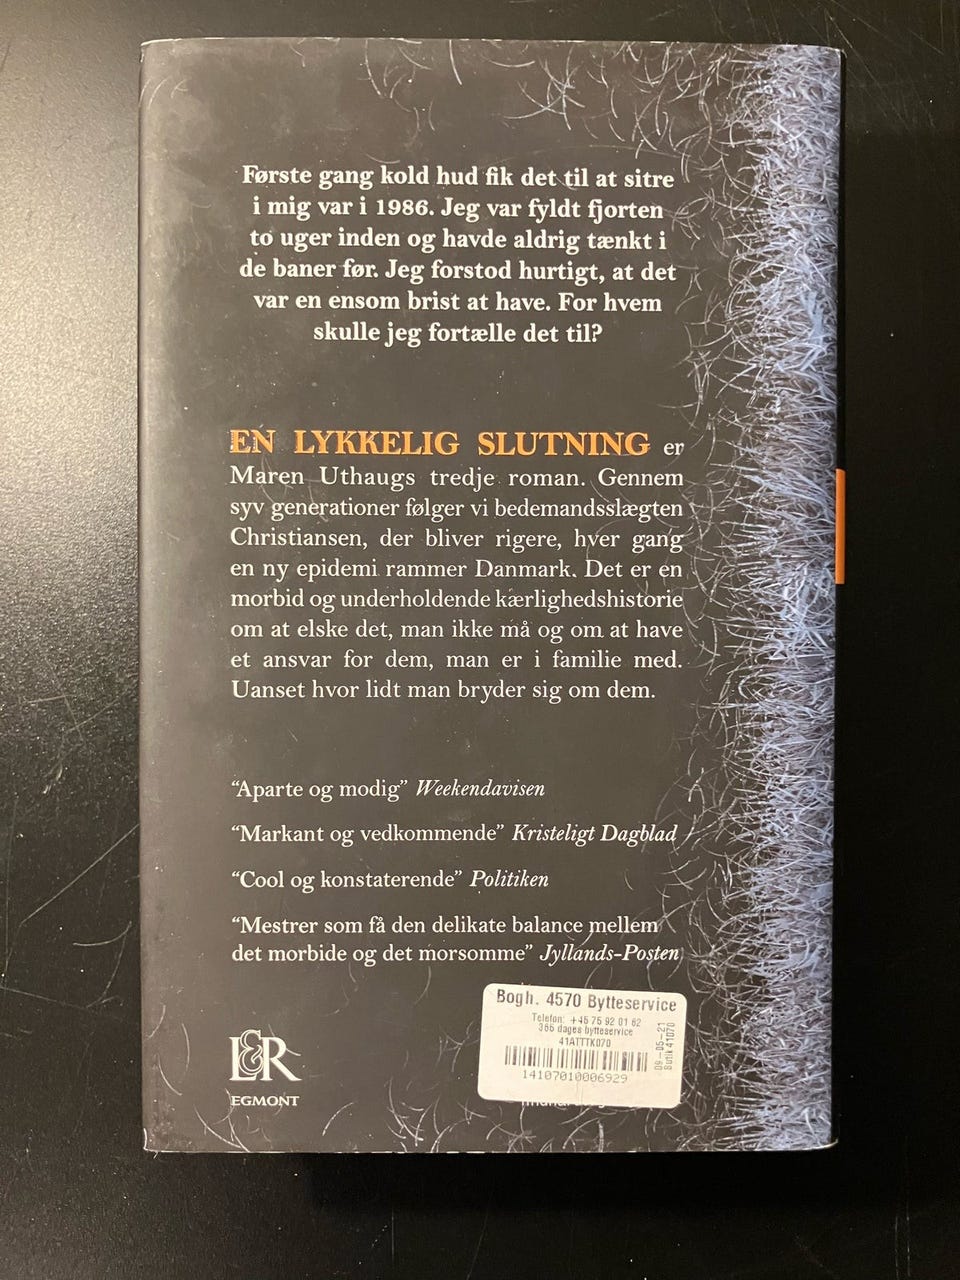 Første gang kold hud fik det til at sitre
i mig var i 1986. Jeg var fyldt fjorten
to uger inden og havde aldrig tænkt i
de baner før. Jeg forstod hurtigt, at det
var en ensom brist at have. For hvem
skulle jeg fortælle det til?
EN LYKKELIG SLUTNING er
Maren Uthaugs tredje roman. Gennem
syv generationer følger vi bedemandsslægten
Christiansen, der bliver rigere, hver gang
en ny epidemi rammer Danmark. Det er en
morbid og underholdende kærlighedshistorie
om at elske det, man ikke må og om at have
et ansvar for dem, man er i familie med.
Uanset hvor lidt man bryder sig om dem.
“Aparte og modig” Weekendavisen
“Markant og vedkommende” Kristeligt Dagblad
“Cool og konstaterende” Politiken
“Mestrer som få den delikate balance mellem
det morbide og det morsomme” Jyllands-Posten
Bogh. 4570 Bytteservice
Telefon: +45 75 92 01 62
365 dages bytteservice
41ATTTK070
14107010006929
09-05-21
Butik 41070
L&R
EGMONT